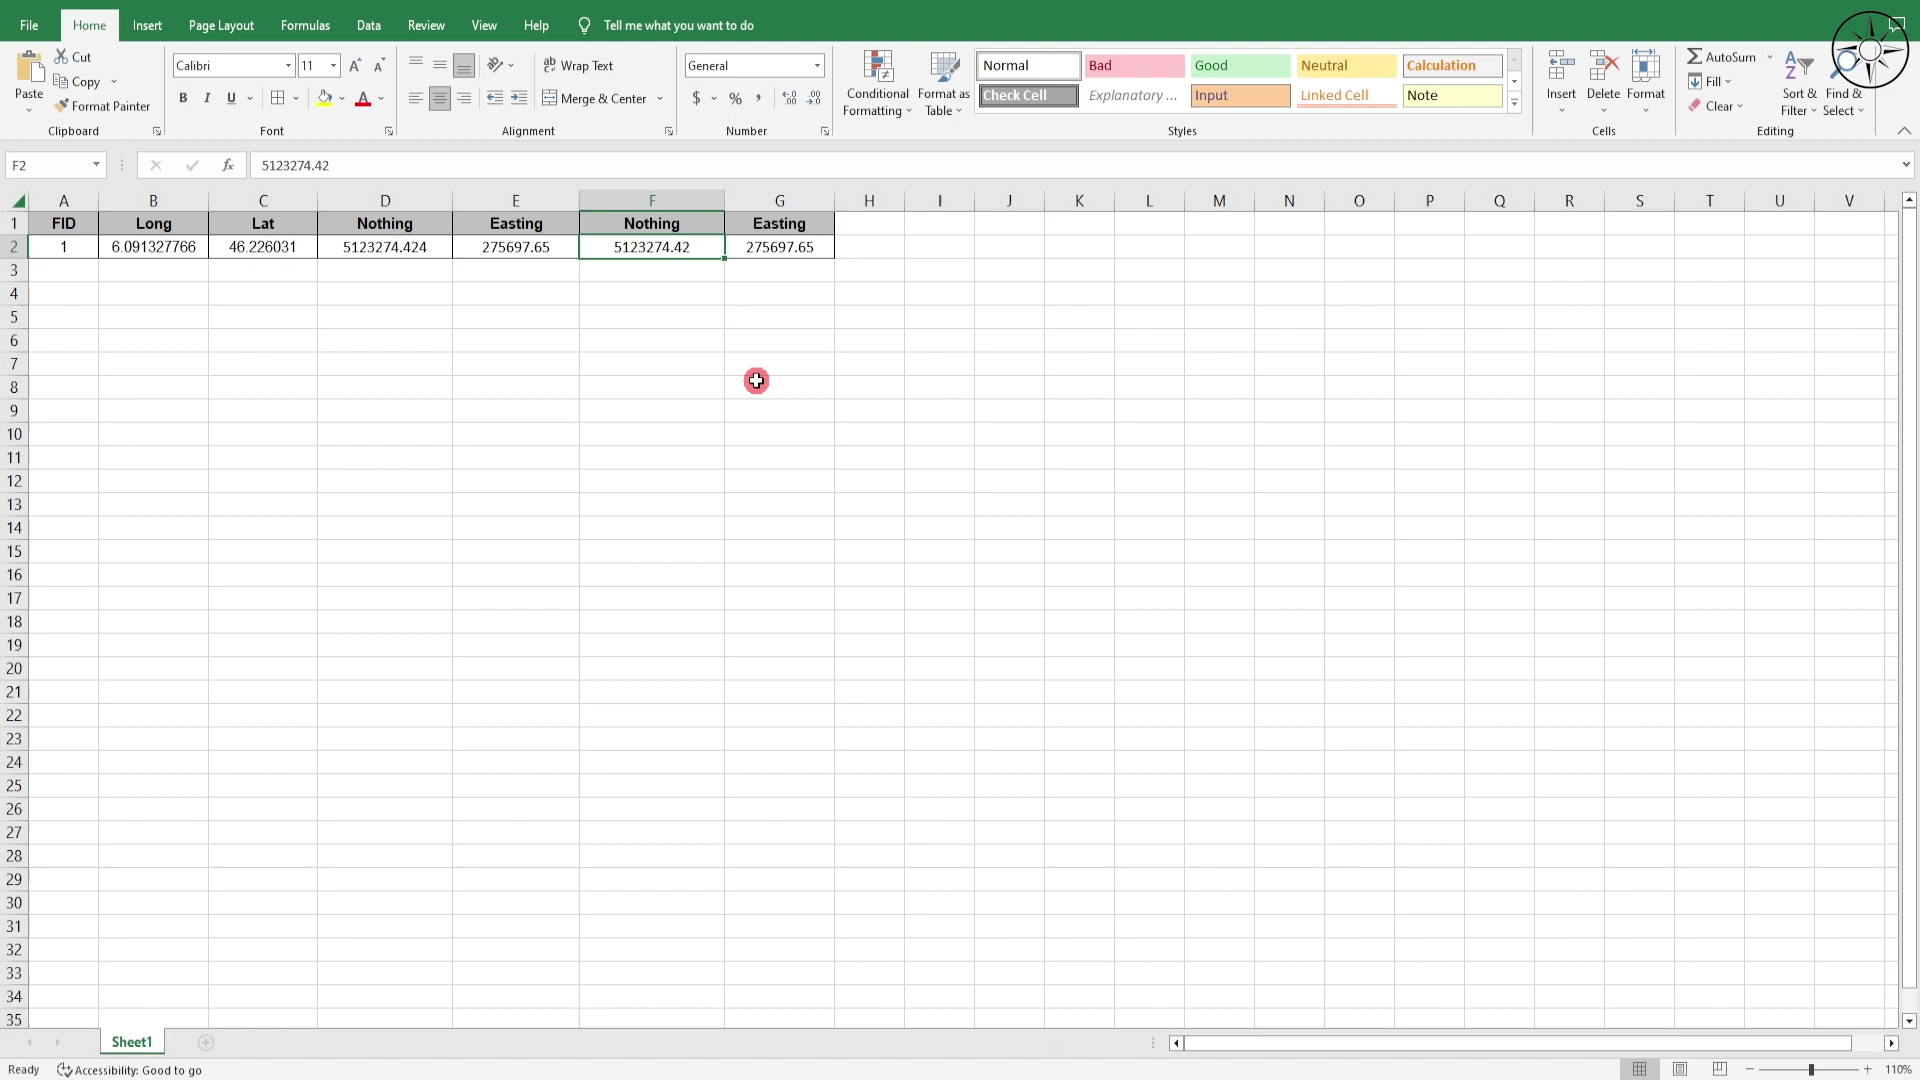 File Home Insert Page Layout Formulas Data Review View Help Tell me what you want to do
Paste
Cut
Copy
Format Painter
Clipboard
Calibri 11
B I U
Font
Wrap Text
Merge & Center
Alignment
General
$ % ,
Number
Conditional Formatting
Format as Table
Normal Bad Good Neutral Calculation
Check Cell Explanatory ... Input Linked Cell Note
Styles
Insert Delete Format
Cells
AutoSum
Fill
Clear
Sort & Filter
Find & Select
Editing
F2 fx 5123274.42
A B C D E F G H I J K L M N O P Q R S T U V
1 FID Long Lat Nothing Easting Nothing Easting
2 1 6.091327766 46.226031 5123274.424 275697.65 5123274.42 275697.65
3
4
5
6
7
8
9
10
11
12
13
14
15
16
17
18
19
20
21
22
23
24
25
26
27
28
29
30
31
32
33
34
35
Sheet1
Ready Accessibility: Good to go 110%